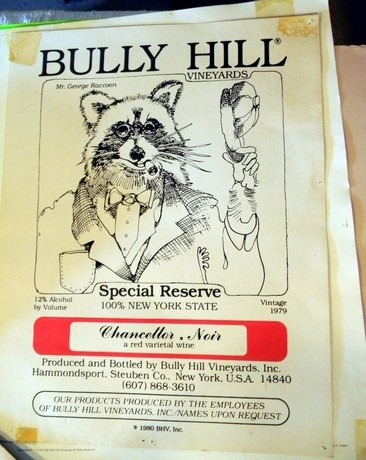 BULLY HILL®
VINEYARDS
Mr. George Raccoon
Special Reserve
12% Alcohol
by Volume
100% NEW YORK STATE
Vintage
1979
Chancellor Noir
a red varietal wine
Produced and Bottled by Bully Hill Vineyards, Inc.
Hammondsport, Steuben Co., New York, U.S.A. 14840
(607) 868-3610
OUR PRODUCTS PRODUCED BY THE EMPLOYEES
OF BULLY HILL VINEYARDS, INC./NAMES UPON REQUEST
© 1980 BHV, Inc.